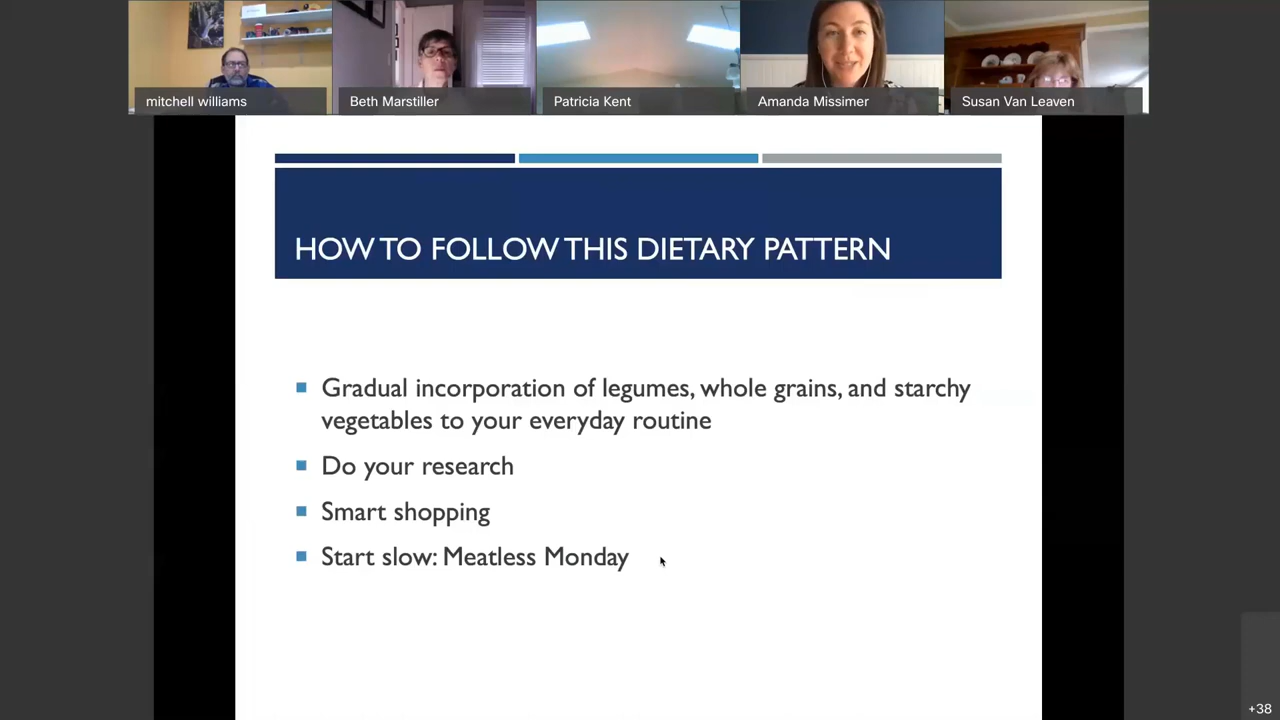 mitchell williams
Beth Marstiller
Patricia Kent
Amanda Missimer
Susan Van Leaven
HOW TO FOLLOW THIS DIETARY PATTERN
Gradual incorporation of legumes, whole grains, and starchy
vegetables to your everyday routine
Do your research
Smart shopping
Start slow: Meatless Monday
+38